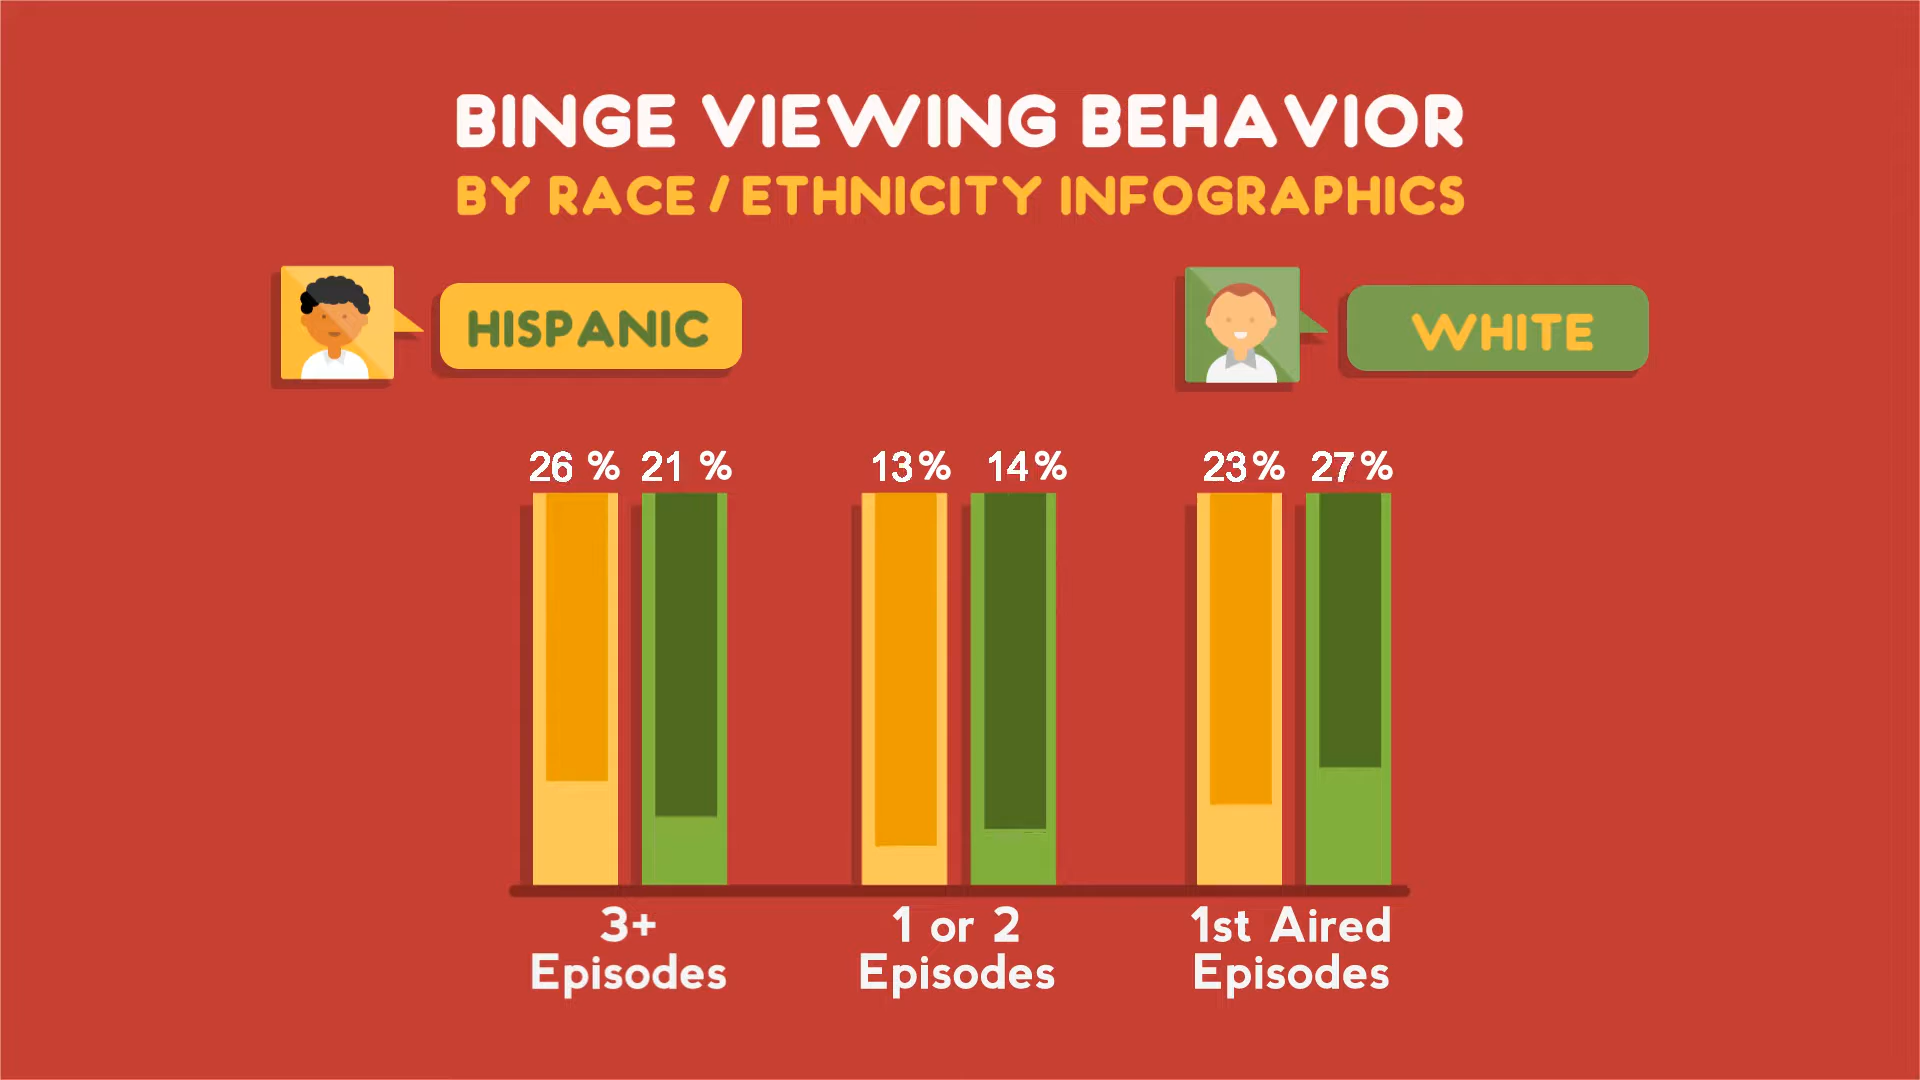 BINGE VIEWING BEHAVIOR
BY RACE / ETHNICITY INFOGRAPHICS
HISPANIC
WHITE
26 % 21 % 13% 14% 23% 27%
3+ 1 or 2 1st Aired
Episodes Episodes Episodes